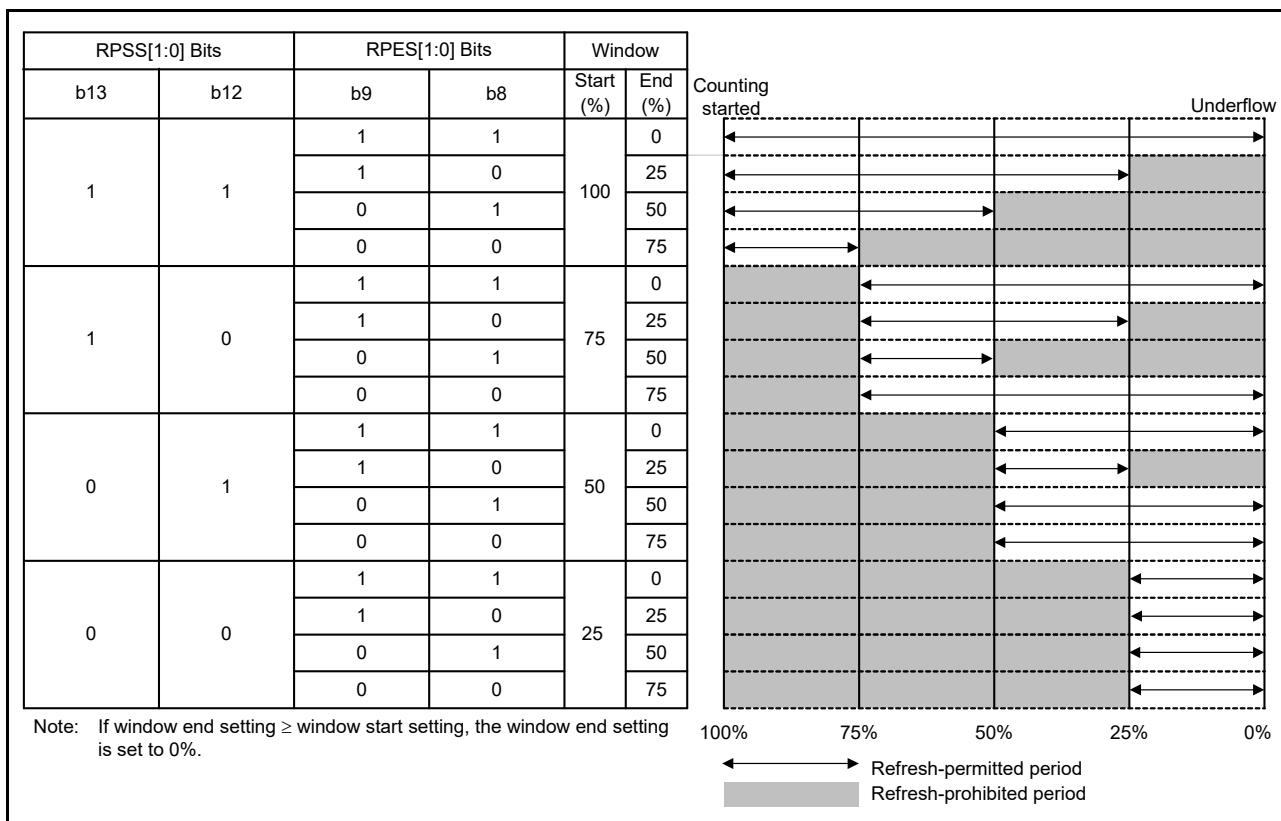 RPSS[1:0] Bits RPES[1:0] Bits Window
b13 b12 b9 b8 Start (%) End (%)
Counting started Underflow
1 1 1 1 100 0
1 0 25
0 1 50
0 0 75
1 0 1 1 75 0
1 0 25
0 1 50
0 0 75
0 1 1 1 50 0
1 0 25
0 1 50
0 0 75
0 0 1 1 25 0
1 0 25
0 1 50
0 0 75
Note: If window end setting ≥ window start setting, the window end setting
is set to 0%.
100% 75% 50% 25% 0%
Refresh-permitted period
Refresh-prohibited period